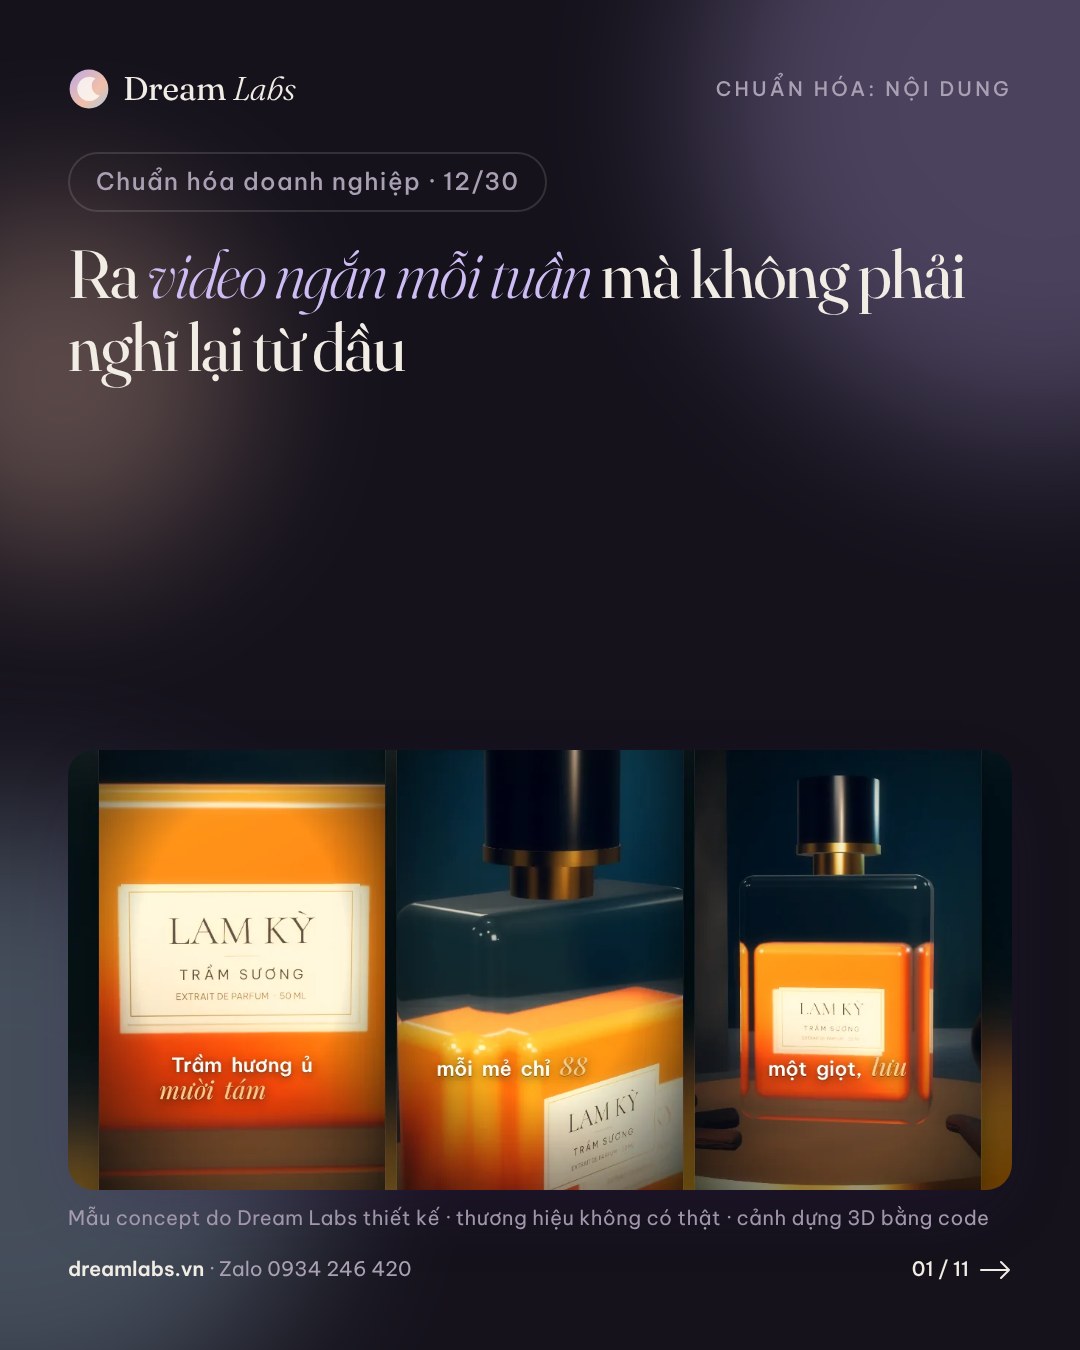 Dream Labs
CHUẨN HÓA: NỘI DUNG
Chuẩn hóa doanh nghiệp · 12/30
Ra video ngắn mỗi tuần mà không phải
nghĩ lại từ đầu
LAM KỲ
TRẦM SƯƠNG
EXTRAIT DE PARFUM · 50 ML
Trầm hương ủ
mười tám
mỗi mẻ chỉ 88
LAM KỲ
TRẦM SƯƠNG
LAM KỲ
TRẦM SƯƠNG
một giọt, lưu
Mẫu concept do Dream Labs thiết kế · thương hiệu không có thật · cảnh dựng 3D bằng code
dreamlabs.vn · Zalo 0934 246 420
01 / 11